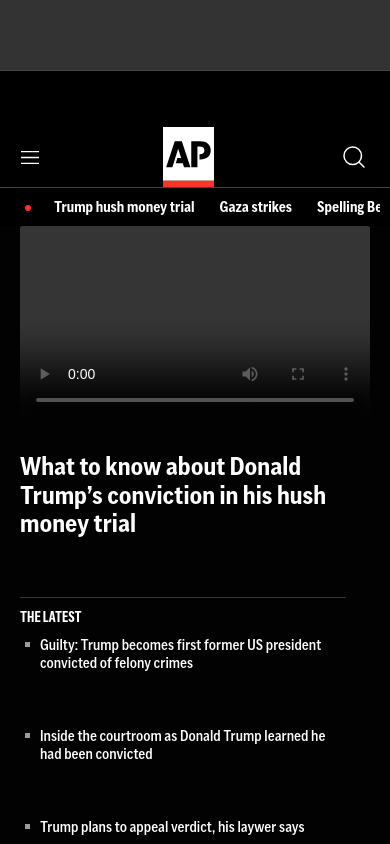 AP
Trump hush money trial Gaza strikes Spelling Be
0:00
What to know about Donald
Trump’s conviction in his hush
money trial
THE LATEST
Guilty: Trump becomes first former US president
convicted of felony crimes
Inside the courtroom as Donald Trump learned he
had been convicted
Trump plans to appeal verdict, his laywer says